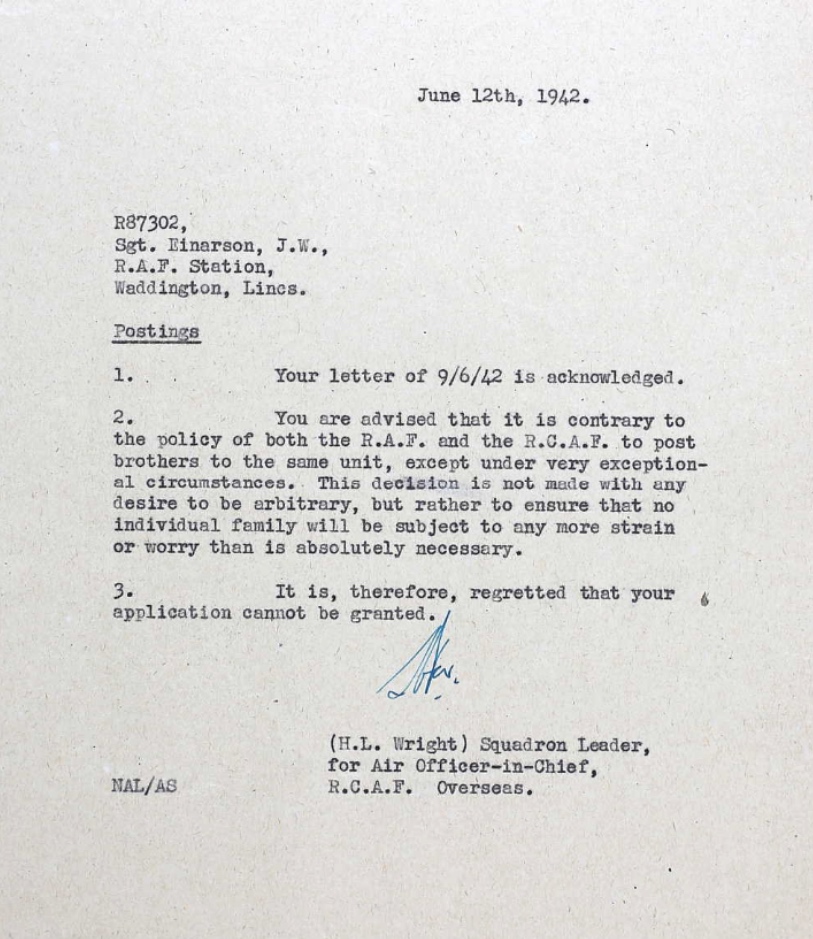 June 12th, 1942.
R87302,
Sgt. Einarson, J.W.,
R.A.F. Station,
Waddington, Lincs.
Postings
1. Your letter of 9/6/42 is acknowledged.
2. You are advised that it is contrary to
the policy of both the R.A.F. and the R.C.A.F. to post
brothers to the same unit, except under very exception-
al circumstances. This decision is not made with any
desire to be arbitrary, but rather to ensure that no
individual family will be subject to any more strain
or worry than is absolutely necessary.
3. It is, therefore, regretted that your
application cannot be granted.
(H.L. Wright) Squadron Leader,
for Air Officer-in-Chief,
NAL/AS R.C.A.F. Overseas.